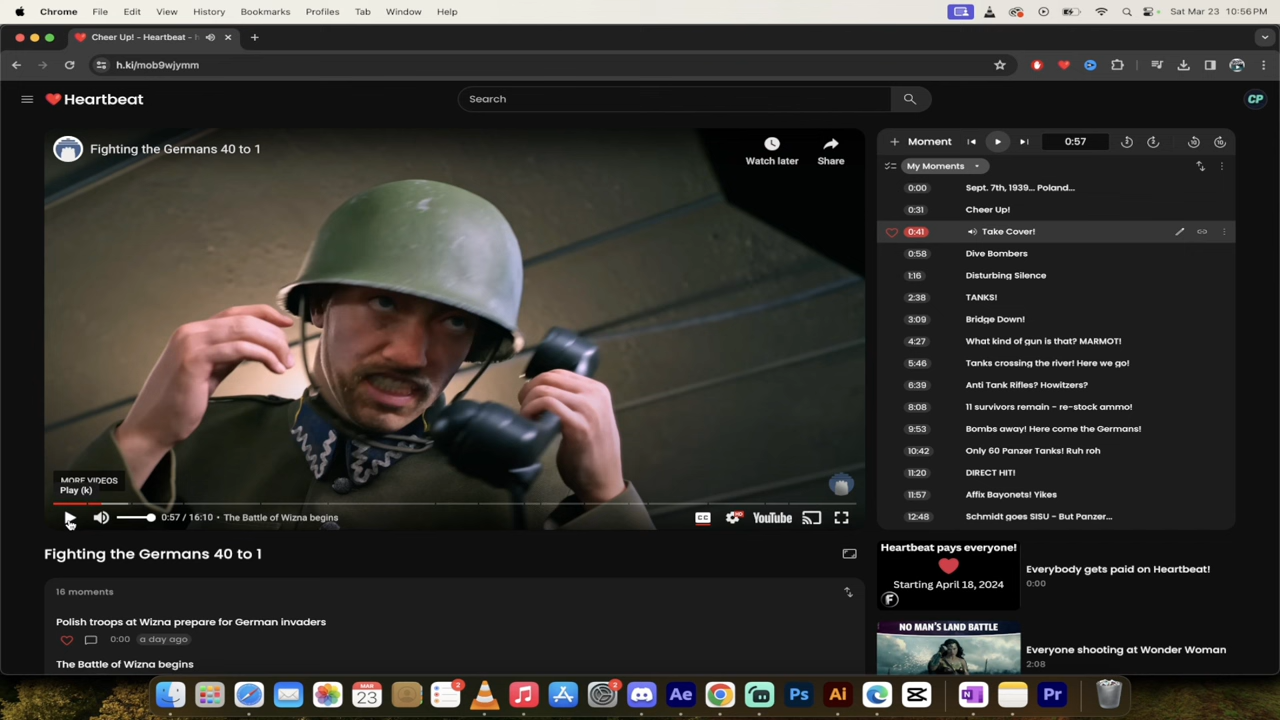 Chrome File Edit View History Bookmarks Profiles Tab Window Help Sat Mar 23 10:56 PM
Cheer Up! - Heartbeat -
h.ki/mob9wjymm
Heartbeat
Search
CP
Fighting the Germans 40 to 1
Watch later
Share
MORE VIDEOS
Play (k)
0:57 / 16:10 • The Battle of Wizna begins
CC
HD
YouTube
Moment
0:57
My Moments
0:00 Sept. 7th, 1939... Poland...
0:31 Cheer Up!
0:41 Take Cover!
0:58 Dive Bombers
1:16 Disturbing Silence
2:38 TANKS!
3:09 Bridge Down!
4:27 What kind of gun is that? MARMOT!
5:46 Tanks crossing the river! Here we go!
6:39 Anti Tank Rifles? Howitzers?
8:08 11 survivors remain - re-stock ammo!
9:53 Bombs away! Here come the Germans!
10:42 Only 60 Panzer Tanks! Ruh roh
11:20 DIRECT HIT!
11:57 Affix Bayonets! Yikes
12:48 Schmidt goes SISU - But Panzer...
Fighting the Germans 40 to 1
16 moments
Polish troops at Wizna prepare for German invaders
0:00 a day ago
The Battle of Wizna begins
Heartbeat pays everyone!
Starting April 18, 2024
F
Everybody gets paid on Heartbeat!
0:00
NO MAN'S LAND BATTLE
Everyone shooting at Wonder Woman
2:08
MAR
23
2
2
Ae
Ps
Ai
N
Pr